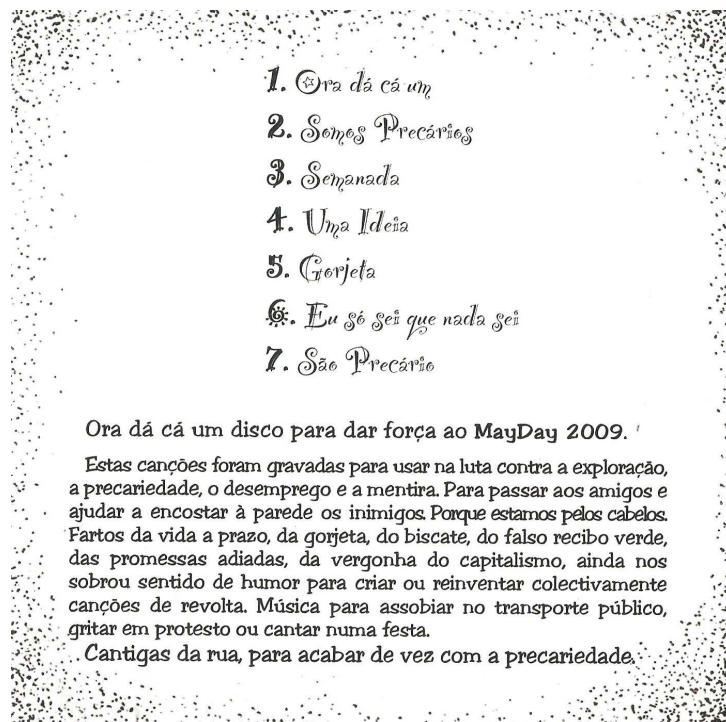 1. Ora dá cá um
2. Somos Precários
3. Semanada
4. Uma Ideia
5. Gorjeta
6. Eu só sei que nada sei
7. São Precário
Ora dá cá um disco para dar força ao MayDay 2009.
Estas canções foram gravadas para usar na luta contra a exploração,
a precariedade, o desemprego e a mentira. Para passar aos amigos e
ajudar a encostar à parede os inimigos. Porque estamos pelos cabelos.
Fartos da vida a prazo, da gorjeta, do biscate, do falso recibo verde,
das promessas adiadas, da vergonha do capitalismo, ainda nos
sobrou sentido de humor para criar ou reinventar colectivamente
canções de revolta. Música para assobiar no transporte público,
gritar em protesto ou cantar numa festa.
Cantigas da rua, para acabar de vez com a precariedade.